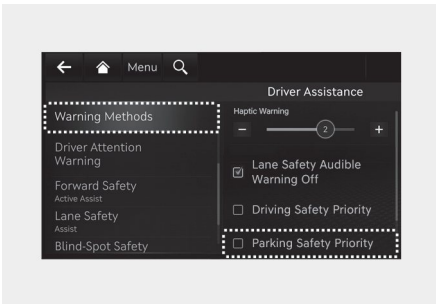 Menu
Driver Assistance
Warning Methods
Driver Attention
Warning
Forward Safety
Active Assist
Lane Safety
Assist
Blind-Spot Safety
Haptic Warning
− 2 +
Lane Safety Audible
Warning Off
Driving Safety Priority
Parking Safety Priority